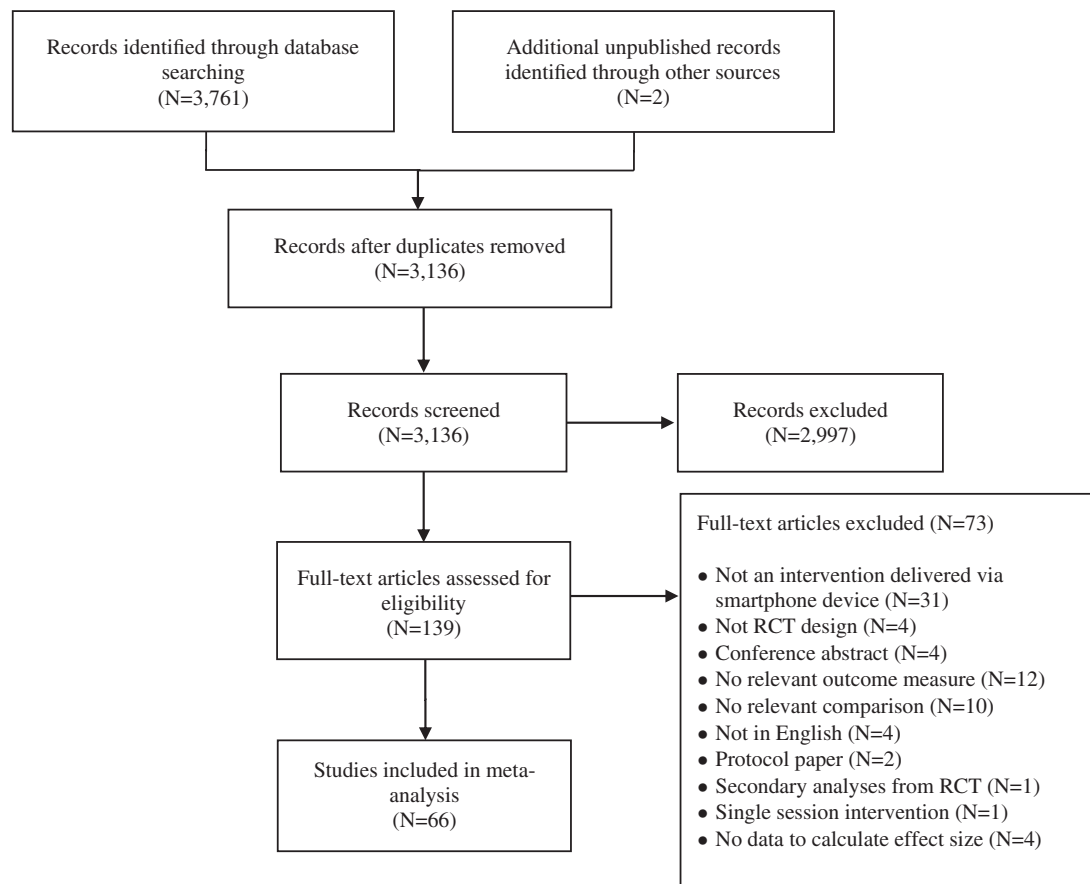 Records identified through database
searching
(N=3,761)
Additional unpublished records
identified through other sources
(N=2)
Records after duplicates removed
(N=3,136)
Records screened
(N=3,136)
Records excluded
(N=2,997)
Full-text articles assessed for
eligibility
(N=139)
Full-text articles excluded (N=73)
● Not an intervention delivered via
smartphone device (N=31)
● Not RCT design (N=4)
● Conference abstract (N=4)
● No relevant outcome measure (N=12)
● No relevant comparison (N=10)
● Not in English (N=4)
● Protocol paper (N=2)
● Secondary analyses from RCT (N=1)
● Single session intervention (N=1)
● No data to calculate effect size (N=4)
Studies included in meta-
analysis
(N=66)